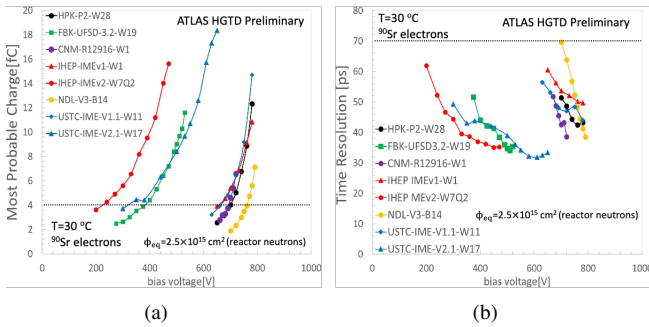 ATLAS HGTD Preliminary
HPK-P2-W28
FBK-UFSD-3.2-W19
CNM-R12916-W1
IHEP-IMEv1-W1
IHEP-IMEv2-W7Q2
NDL-V3-B14
USTC-IME-V1.1-W11
USTC-IME-V2.1-W17
T=30 °C
⁹⁰Sr electrons
ϕeq=2.5×10¹⁵ cm² (reactor neutrons)
Most Probable Charge[fC]
20
18
16
14
12
10
8
6
4
2
0
0 200 400 600 800 1000
bias voltage[V]
(a)
T=30 °C
⁹⁰Sr electrons
ATLAS HGTD Preliminary
HPK-P2-W28
FBK-UFSD3.2-W19
CNM-R12916-W1
IHEP IMEv1-W1
IHEP MEv2-W7Q2
NDL-V3-B14
USTC-IME-V1.1-W11
USTC-IME-V2.1-W17
ϕeq=2.5×10¹⁵ cm² (reactor neutrons)
Time Resolution [ps]
80
70
60
50
40
30
20
10
0
0 200 400 600 800 1000
bias voltage[V]
(b)